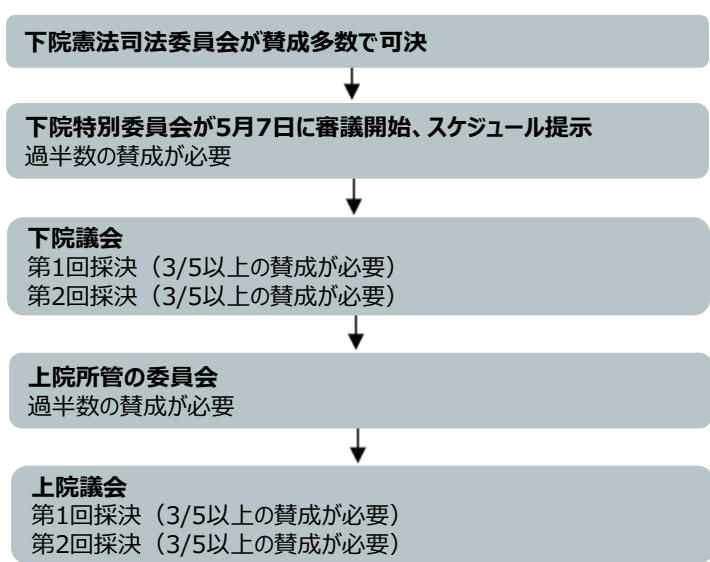 下院憲法司法委員会が賛成多数で可決
下院特別委員会が5月7日に審議開始、スケジュール提示
過半数の賛成が必要
下院議会
第1回採決（3/5以上の賛成が必要）
第2回採決（3/5以上の賛成が必要）
上院所管の委員会
過半数の賛成が必要
上院議会
第1回採決（3/5以上の賛成が必要）
第2回採決（3/5以上の賛成が必要）